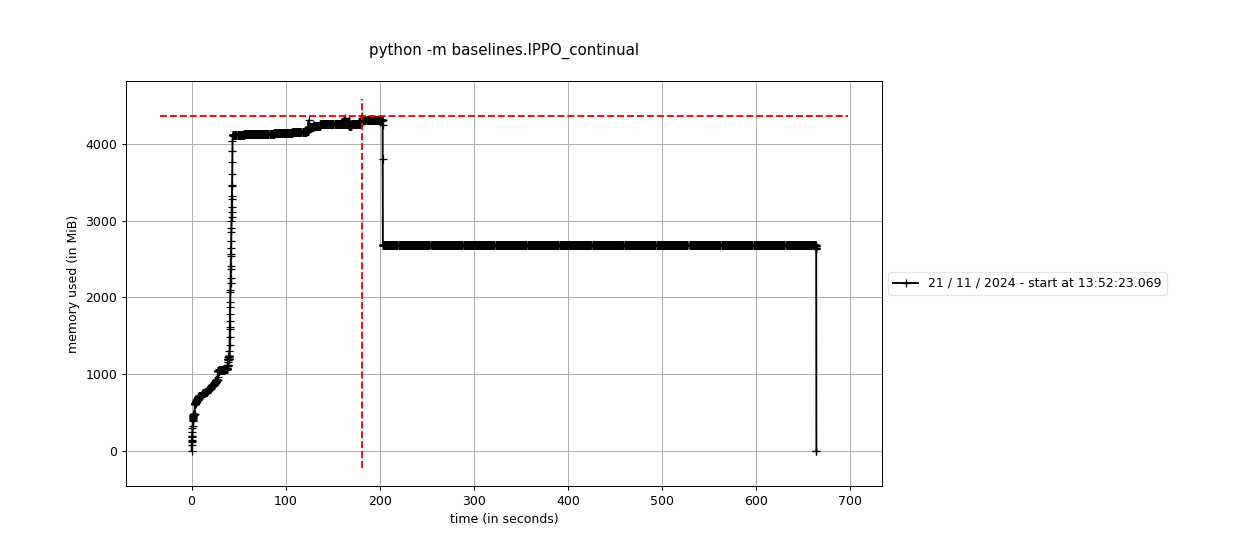 python -m baselines.IPPO_continual
memory used (in MiB)
4000
3000
2000
1000
0
0 100 200 300 400 500 600 700
time (in seconds)
21 / 11 / 2024 - start at 13:52:23.069